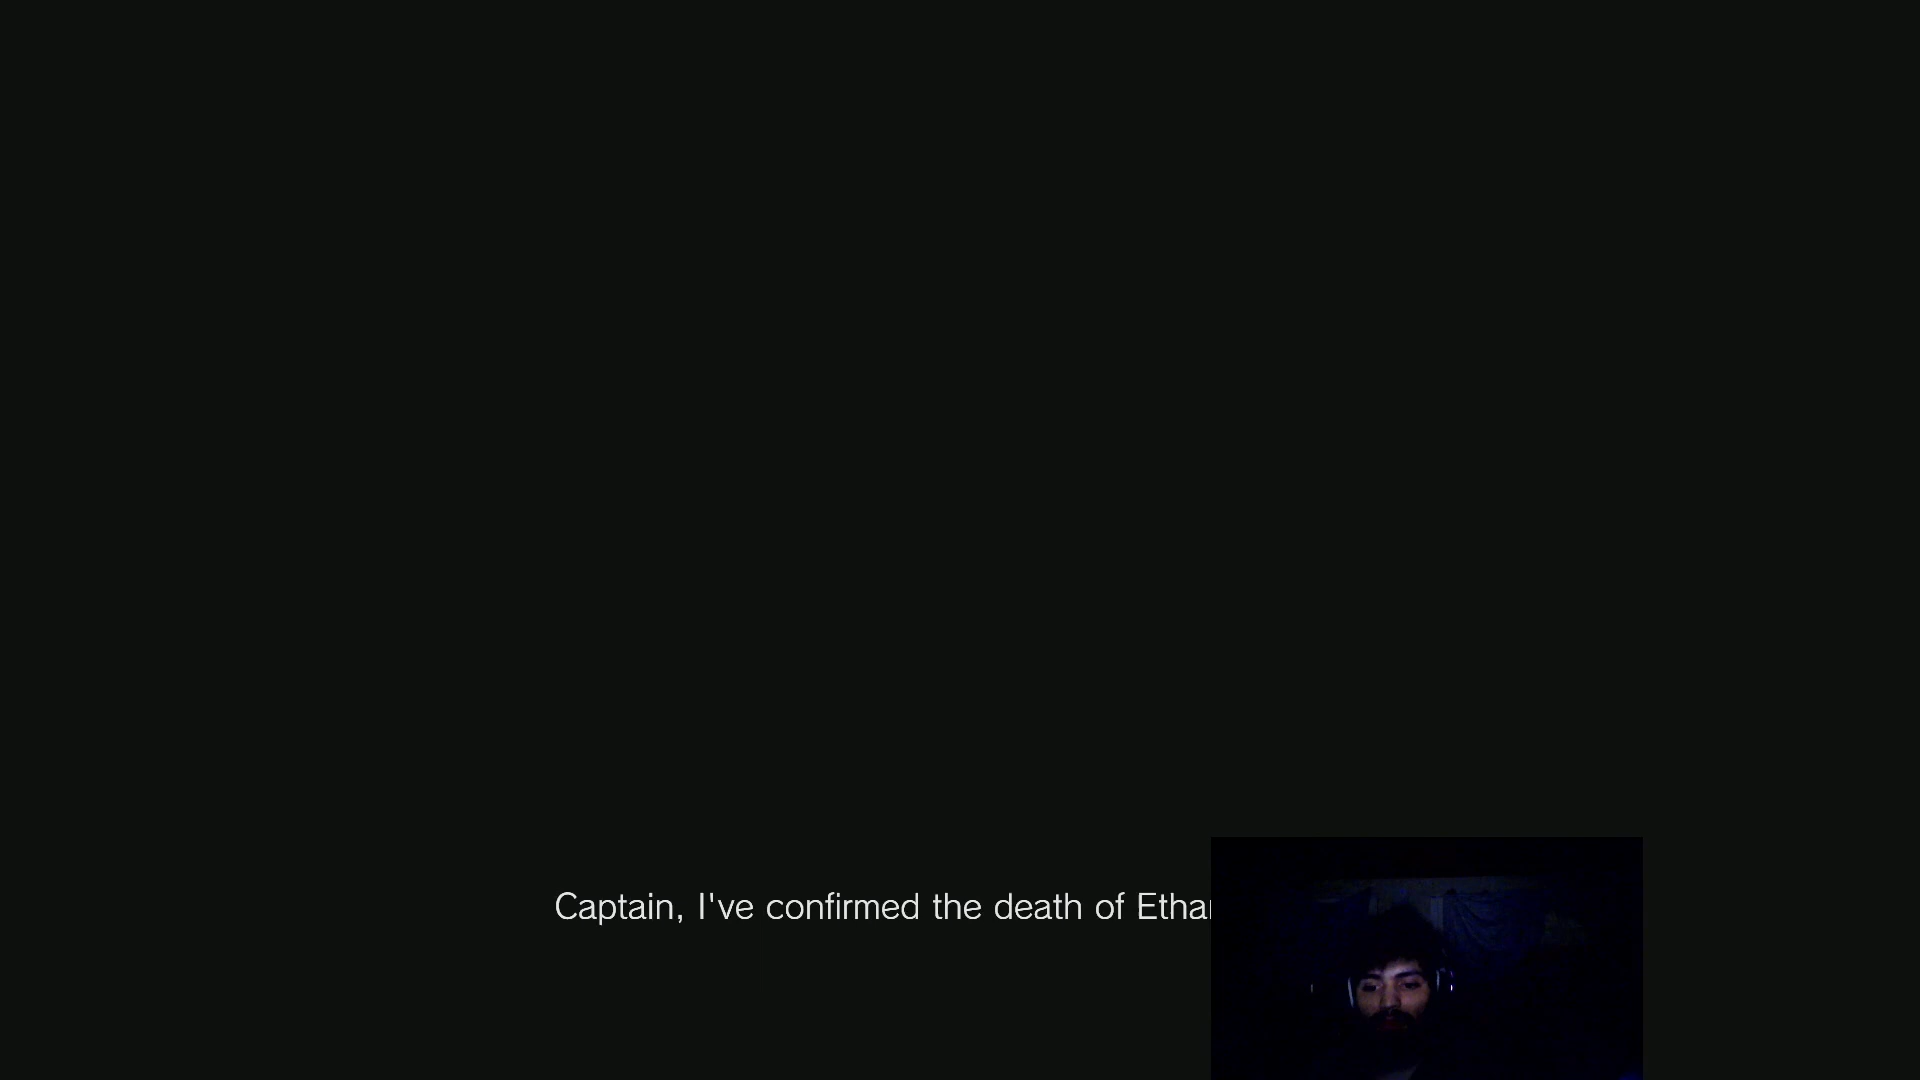 Captain, I've confirmed the death of Etha